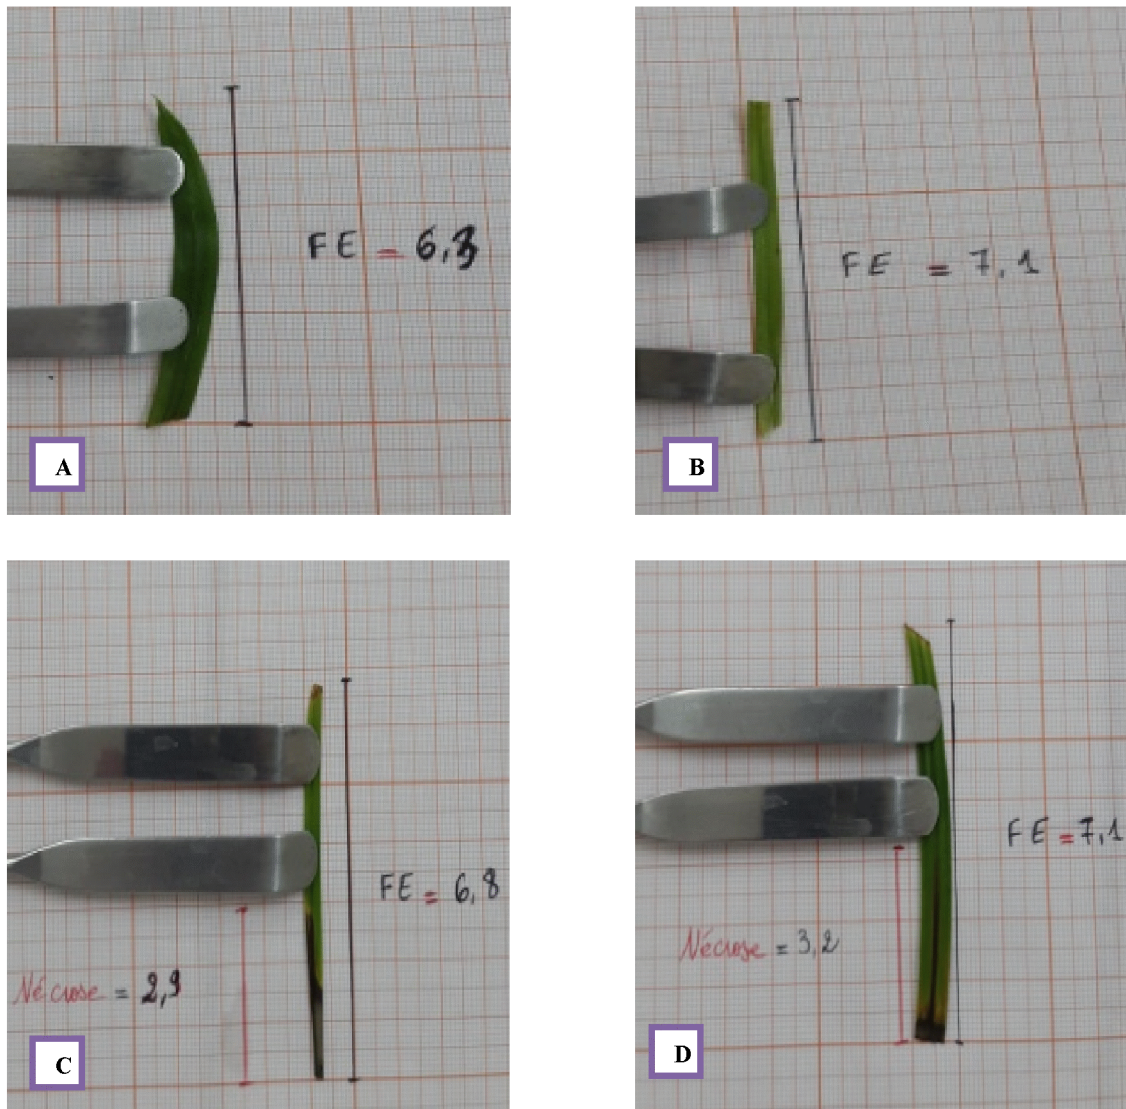 FE = 6,3
A
FE = 7,1
B
FE = 6,8
Nécrose = 2,9
C
FE = 7,1
Nécrose = 3,2
D